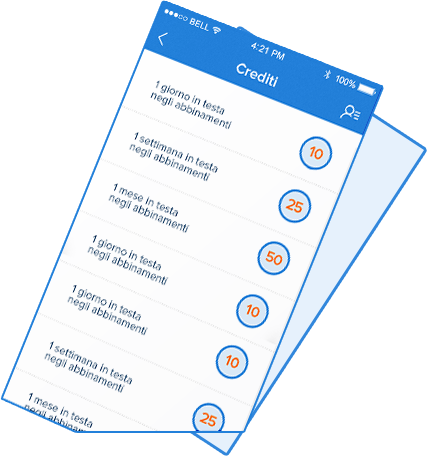 BELL
4:21 PM
100%
Crediti
1 giorno in testa
negli abbinamenti
10
1 settimana in testa
negli abbinamenti
25
1 mese in testa
negli abbinamenti
50
1 giorno in testa
negli abbinamenti
10
1 giorno in testa
negli abbinamenti
10
1 settimana in testa
negli abbinamenti
25
1 mese in testa
negli abbinamenti